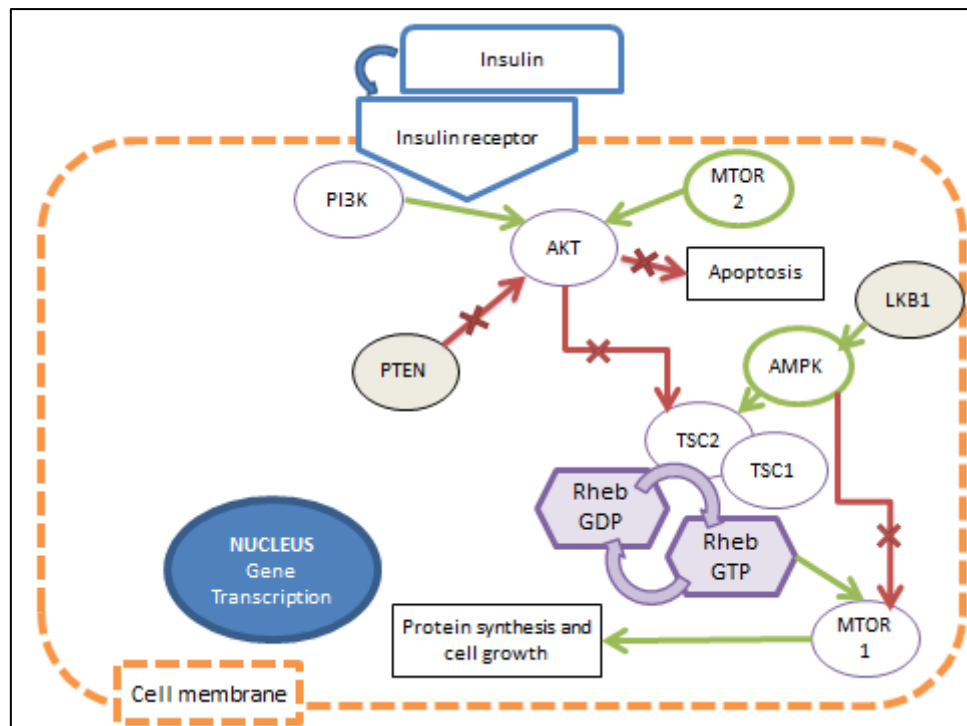 Insulin
Insulin receptor
PI3K
MTOR
2
AKT
Apoptosis
LKB1
PTEN
AMPK
TSC2
TSC1
Rheb
GDP
Rheb
GTP
NUCLEUS
Gene
Transcription
Protein synthesis and
cell growth
MTOR
1
Cell membrane